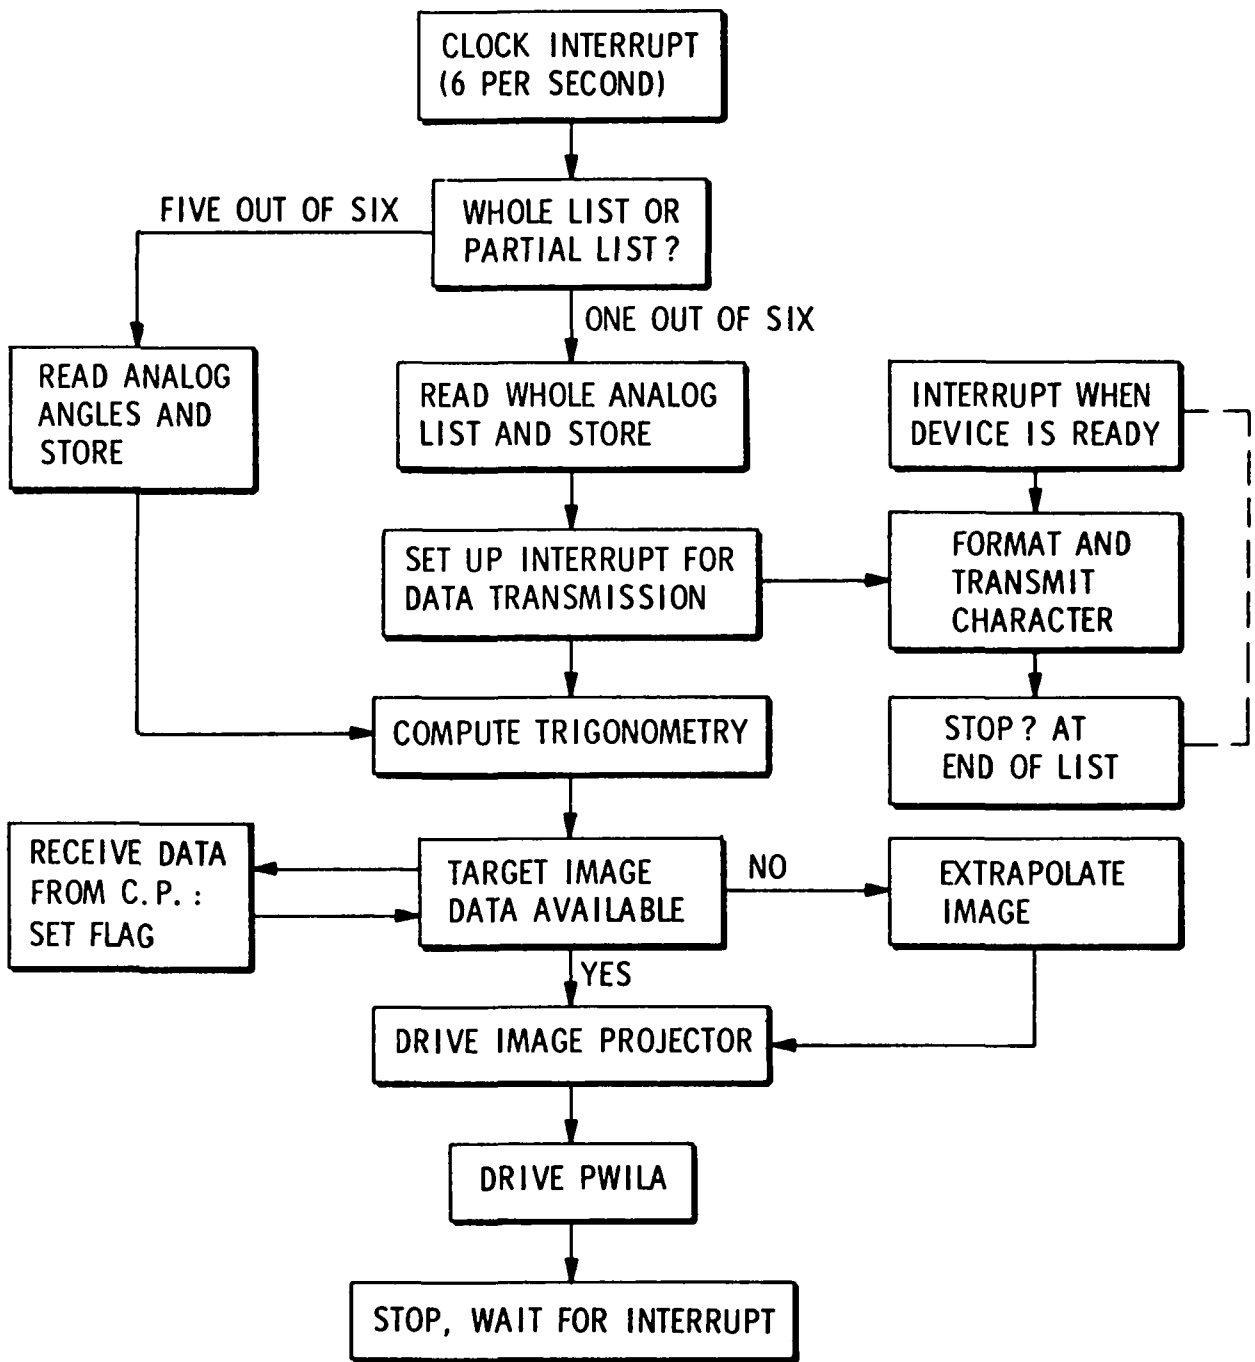 CLOCK INTERRUPT
(6 PER SECOND)
FIVE OUT OF SIX
WHOLE LIST OR
PARTIAL LIST?
ONE OUT OF SIX
READ ANALOG
ANGLES AND
STORE
READ WHOLE ANALOG
LIST AND STORE
INTERRUPT WHEN
DEVICE IS READY
SET UP INTERRUPT FOR
DATA TRANSMISSION
FORMAT AND
TRANSMIT
CHARACTER
COMPUTE TRIGONOMETRY
STOP? AT
END OF LIST
RECEIVE DATA
FROM C.P.:
SET FLAG
TARGET IMAGE
DATA AVAILABLE
NO
EXTRAPOLATE
IMAGE
YES
DRIVE IMAGE PROJECTOR
DRIVE PWILA
STOP, WAIT FOR INTERRUPT